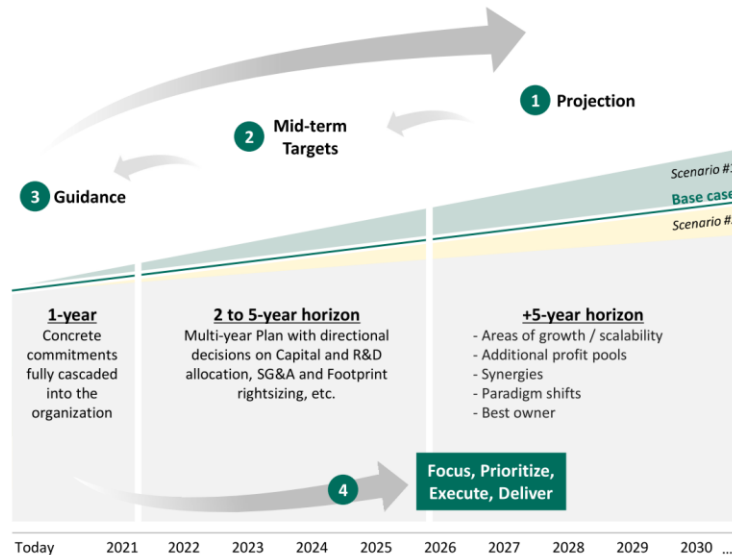 1 Projection
2 Mid-term
Targets
3 Guidance
Scenario #1
Base case
Scenario #
1-year
Concrete
commitments
fully cascaded
into the
organization
2 to 5-year horizon
Multi-year Plan with directional
decisions on Capital and R&D
allocation, SG&A and Footprint
rightsizing, etc.
+5-year horizon
- Areas of growth / scalability
- Additional profit pools
- Synergies
- Paradigm shifts
- Best owner
4
Focus, Prioritize,
Execute, Deliver
Today 2021 2022 2023 2024 2025 2026 2027 2028 2029 2030 ...